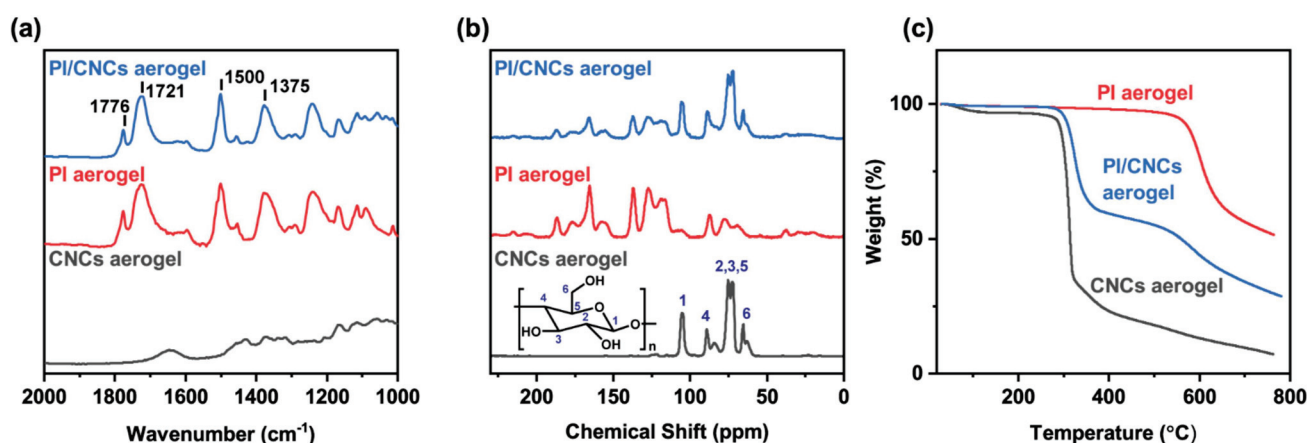 (a)
PI/CNCs aerogel
1776
1721
1500
1375
PI aerogel
CNCs aerogel
2000 1800 1600 1400 1200 1000
Wavenumber (cm⁻¹)
(b)
PI/CNCs aerogel
PI aerogel
CNCs aerogel
6 OH
4
5
O
2
1
O
HO
3
OH
n
1
4
2,3,5
6
200 150 100 50 0
Chemical Shift (ppm)
(c)
100
50
0
Weight (%)
PI aerogel
PI/CNCs
aerogel
CNCs aerogel
200 400 600 800
Temperature (°C)